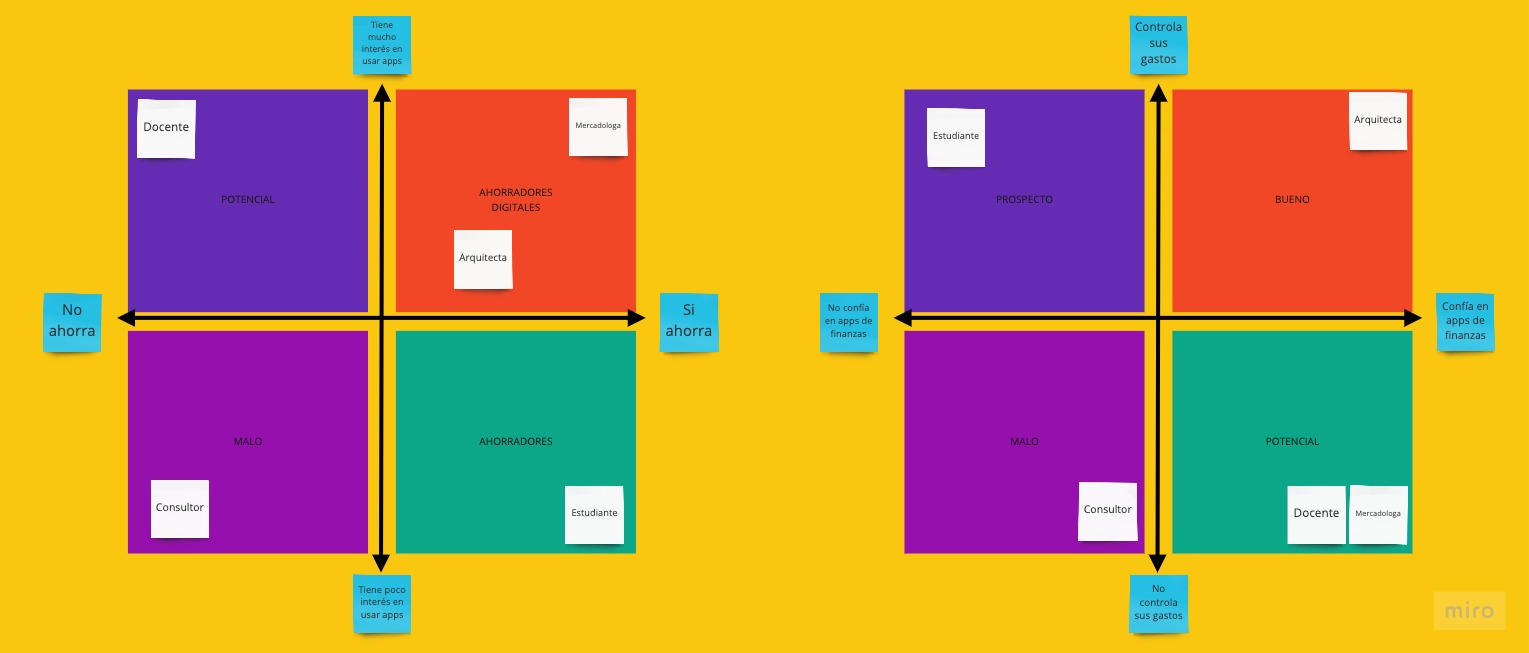 Tiene
mucho
interés en
usar apps
Docente
Mercadologa
POTENCIAL
AHORRADORES
DIGITALES
Arquitecta
No
ahorra
Si
ahorra
MALO
AHORRADORES
Consultor
Estudiante
Tiene poco
interés en
usar apps
Controla
sus
gastos
Estudiante
Arquitecta
PROSPECTO
BUENO
No confía
en apps de
finanzas
Confía en
apps de
finanzas
MALO
POTENCIAL
Consultor
Docente
Mercadologa
No
controla
sus gastos
miro